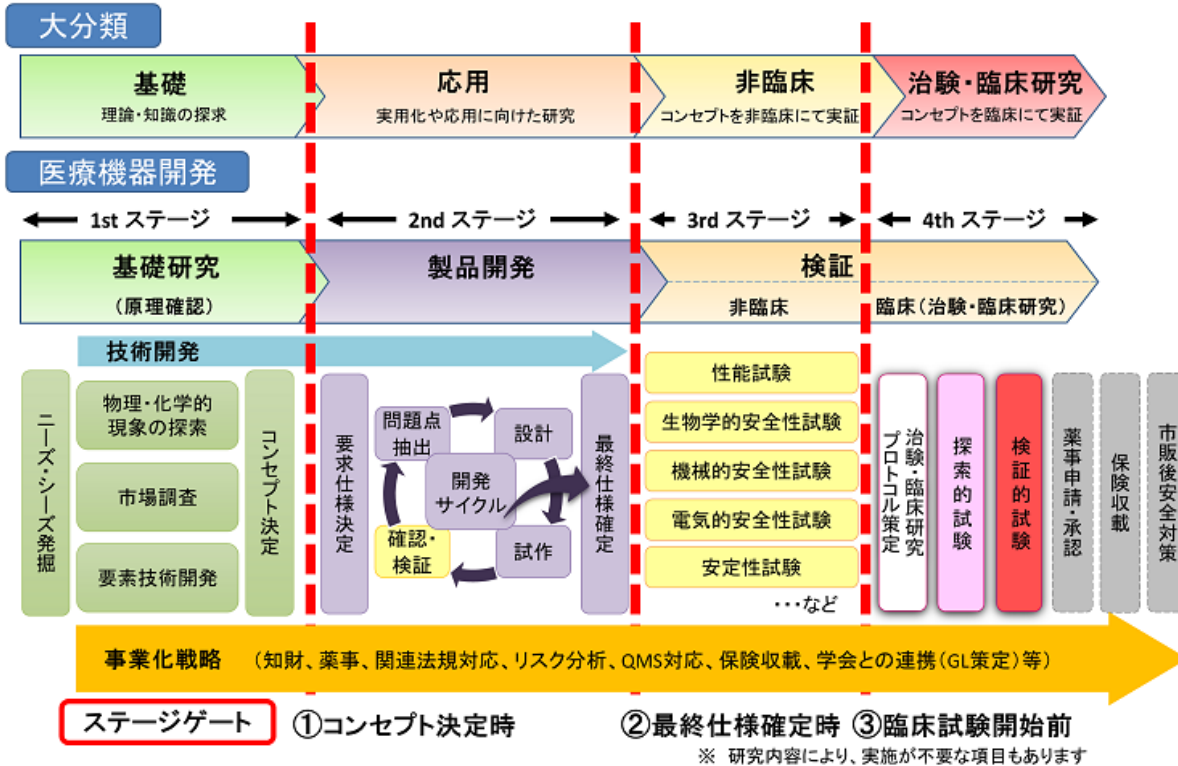 大分類
基礎
理論・知識の探求
応用
実用化や応用に向けた研究
非臨床
コンセプトを非臨床にて実証
治験・臨床研究
コンセプトを臨床にて実証
医療機器開発
1st ステージ
2nd ステージ
3rd ステージ
4th ステージ
基礎研究
（原理確認）
製品開発
検証
非臨床
臨床（治験・臨床研究）
技術開発
ニーズ・シーズ発掘
物理・化学的
現象の探索
市場調査
要素技術開発
コンセプト決定
要求仕様決定
問題点
抽出
設計
開発
サイクル
確認・
検証
試作
最終仕様確定
性能試験
生物学的安全性試験
機械的安全性試験
電気的安全性試験
安定性試験
・・・など
治験・臨床研究
プロトコル策定
探索的試験
検証的試験
薬事申請・承認
保険収載
市販後安全対策
事業化戦略 （知財、薬事、関連法規対応、リスク分析、QMS対応、保険収載、学会との連携（GL策定）等）
ステージゲート
①コンセプト決定時
②最終仕様確定時
③臨床試験開始前
※ 研究内容により、実施が不要な項目もあります